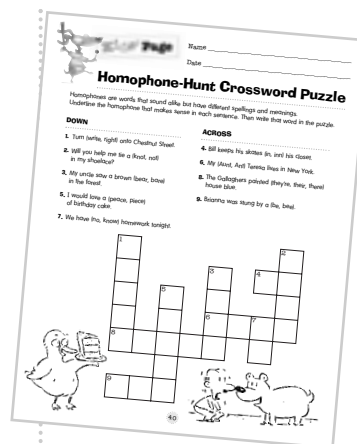 Page
Name
Date
Homophone-Hunt Crossword Puzzle
Homophones are words that sound alike but have different spellings and meanings.
Underline the homophone that makes sense in each sentence. Then write that word in the puzzle.
DOWN
1. Turn (write, right) onto Chestnut Street.
2. Will you help me tie a (knot, not)
in my shoelace?
3. My uncle saw a brown (bear, bare)
in the forest.
5. I would love a (peace, piece)
of birthday cake.
7. We have (no, know) homework tonight.
ACROSS
4. Bill keeps his skates (in, inn) his closet.
6. My (Aunt, Ant) Teresa lives in New York.
8. The Gallaghers painted (they're, their, there)
house blue.
9. Brianna was stung by a (be, bee).
1
2
3
4
5
6
7
8
9
40